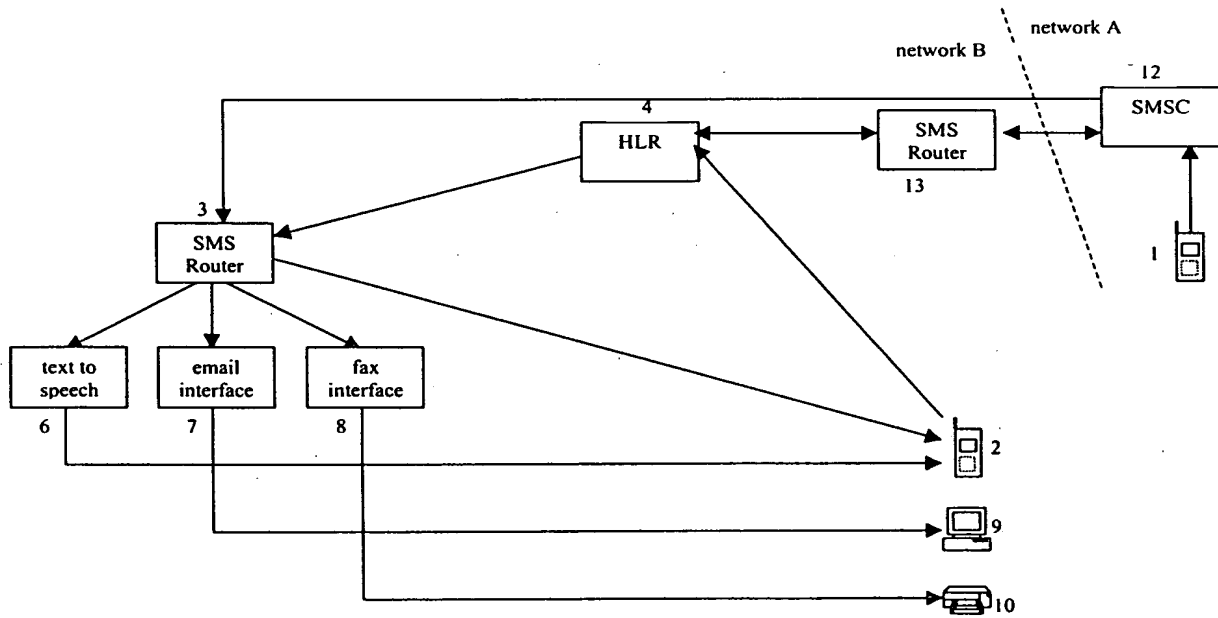 network A
network B
12
SMSC
4
HLR
SMS
Router
13
3
SMS
Router
1
text to
speech
email
interface
fax
interface
6
7
8
2
9
10